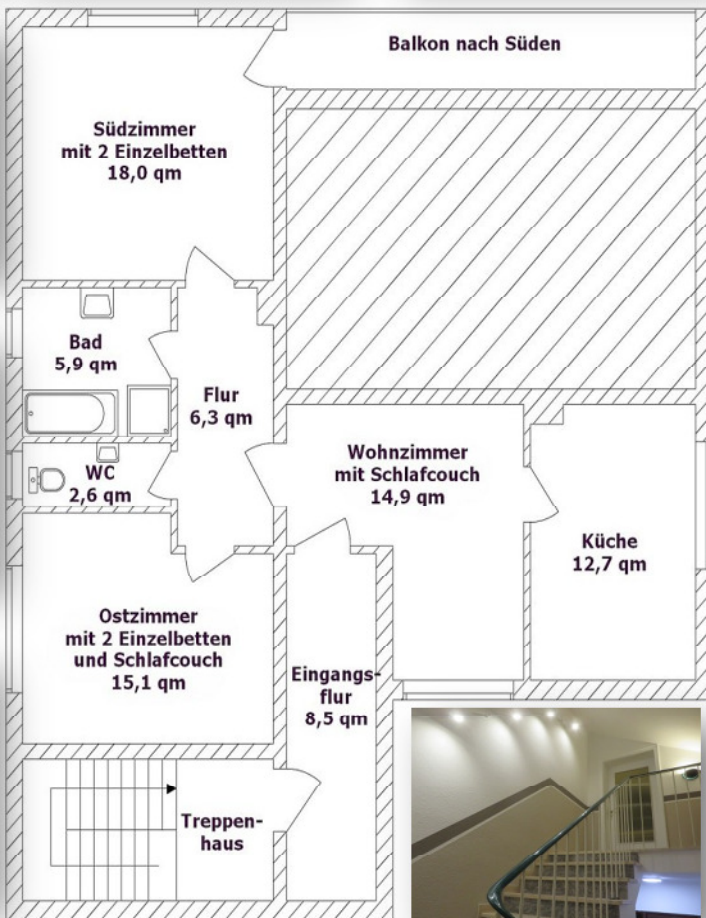 Balkon nach Süden
Südzimmer
mit 2 Einzelbetten
18,0 qm
Bad
5,9 qm
Flur
6,3 qm
WC
2,6 qm
Wohnzimmer
mit Schlafcouch
14,9 qm
Küche
12,7 qm
Ostzimmer
mit 2 Einzelbetten
und Schlafcouch
15,1 qm
Eingangs-
flur
8,5 qm
Treppen-
haus